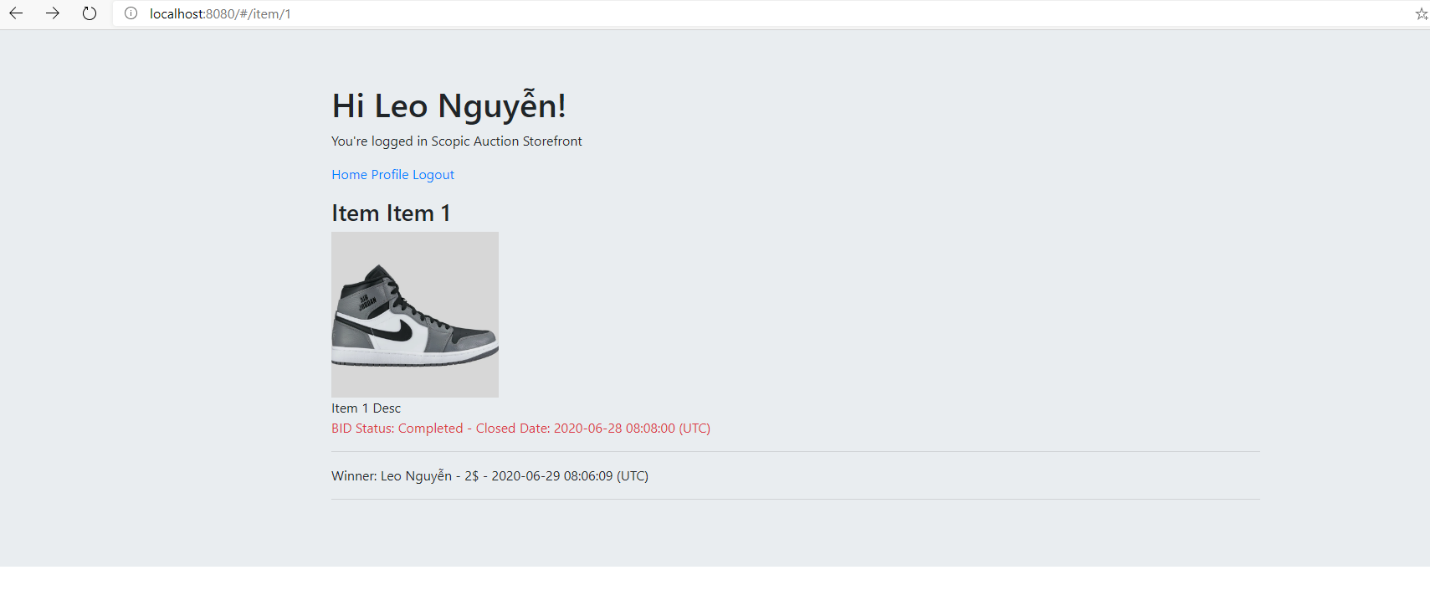 localhost:8080/#/item/1
Hi Leo Nguyễn!
You're logged in Scopic Auction Storefront
Home Profile Logout
Item Item 1
AIR
JORDAN
Item 1 Desc
BID Status: Completed - Closed Date: 2020-06-28 08:08:00 (UTC)
Winner: Leo Nguyễn - 2$ - 2020-06-29 08:06:09 (UTC)